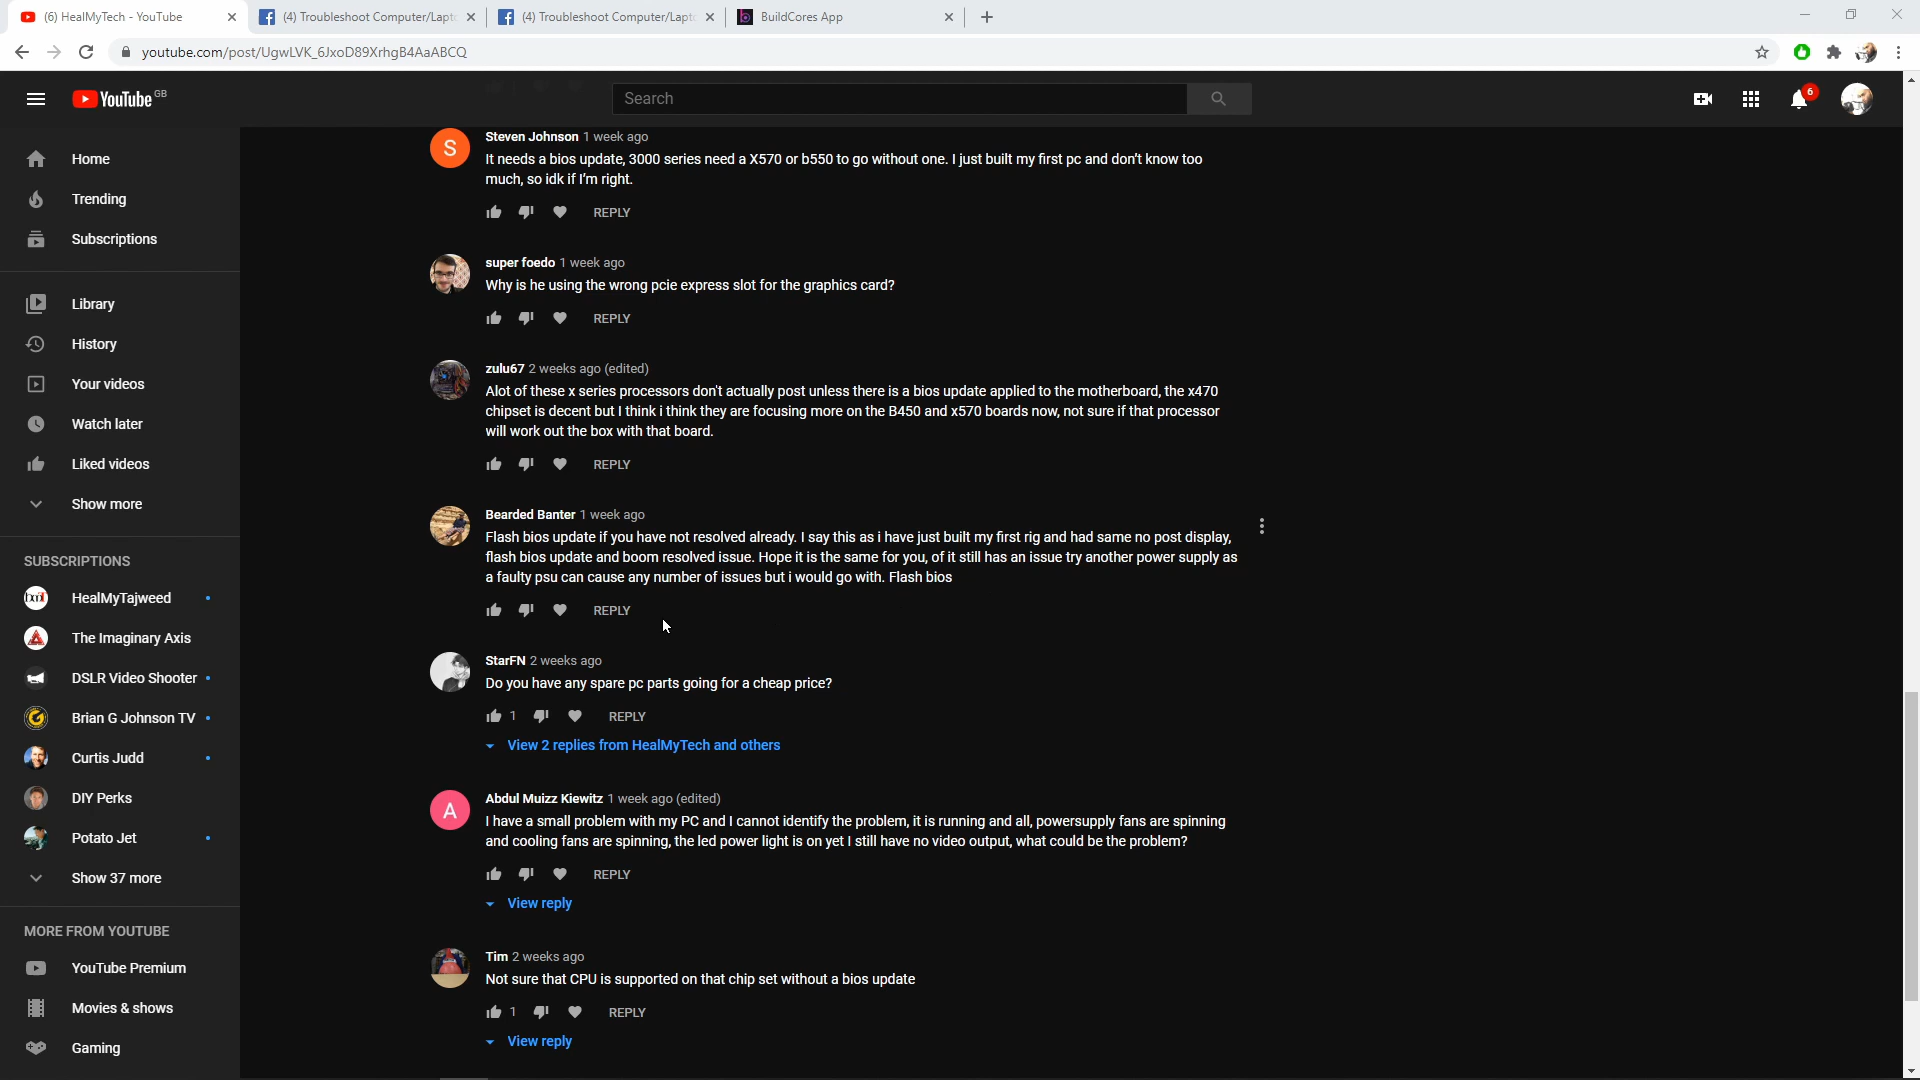 (6) HealMyTech - YouTube
(4) Troubleshoot Computer/Lapt
(4) Troubleshoot Computer/Lapt
BuildCores App
youtube.com/post/UgwLVK_6JxoD89XrhgB4AaABCQ
YouTube GB
Search
6
Home
Trending
Subscriptions
Library
History
Your videos
Watch later
Liked videos
Show more
SUBSCRIPTIONS
HealMyTajweed
The Imaginary Axis
DSLR Video Shooter
Brian G Johnson TV
Curtis Judd
DIY Perks
Potato Jet
Show 37 more
MORE FROM YOUTUBE
YouTube Premium
Movies & shows
Gaming
S
Steven Johnson 1 week ago
It needs a bios update, 3000 series need a X570 or b550 to go without one. I just built my first pc and don't know too
much, so idk if I'm right.
REPLY
super foedo 1 week ago
Why is he using the wrong pcie express slot for the graphics card?
REPLY
zulu67 2 weeks ago (edited)
Alot of these x series processors don't actually post unless there is a bios update applied to the motherboard, the x470
chipset is decent but I think i think they are focusing more on the B450 and x570 boards now, not sure if that processor
will work out the box with that board.
REPLY
Bearded Banter 1 week ago
Flash bios update if you have not resolved already. I say this as i have just built my first rig and had same no post display,
flash bios update and boom resolved issue. Hope it is the same for you, of it still has an issue try another power supply as
a faulty psu can cause any number of issues but i would go with. Flash bios
REPLY
StarFN 2 weeks ago
Do you have any spare pc parts going for a cheap price?
1 REPLY
View 2 replies from HealMyTech and others
A
Abdul Muizz Kiewitz 1 week ago (edited)
I have a small problem with my PC and I cannot identify the problem, it is running and all, powersupply fans are spinning
and cooling fans are spinning, the led power light is on yet I still have no video output, what could be the problem?
REPLY
View reply
Tim 2 weeks ago
Not sure that CPU is supported on that chip set without a bios update
1 REPLY
View reply